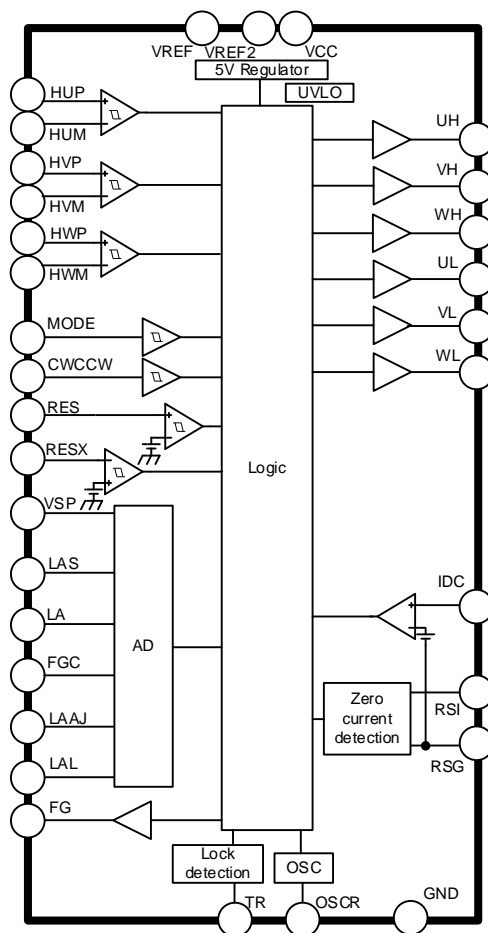 VREF VREF2 VCC
5V Regulator
UVLO
HUP
HUM
HVP
HVM
HWP
HWM
MODE
CWCCW
RES
RESX
VSP
LAS
LA
FGC
LAAJ
LAL
FG
AD
Logic
UH
VH
WH
UL
VL
WL
IDC
Zero
current
detection
RSI
RSG
Lock
detection
OSC
TR
OSCR
GND